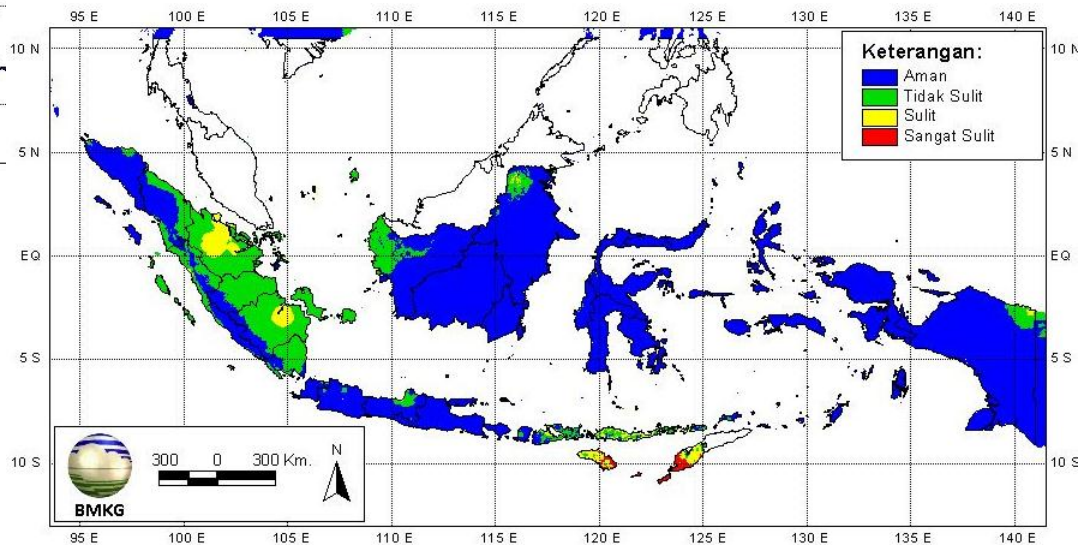 95 E 100 E 105 E 110 E 115 E 120 E 125 E 130 E 135 E 140 E
10 N
5 N
EQ
5 S
10 S
Keterangan:
Aman
Tidak Sulit
Sulit
Sangat Sulit
10 N
5 N
EQ
5 S
10 S
BMKG
300 0 300 Km.
N
95 E 100 E 105 E 110 E 115 E 120 E 125 E 130 E 135 E 140 E